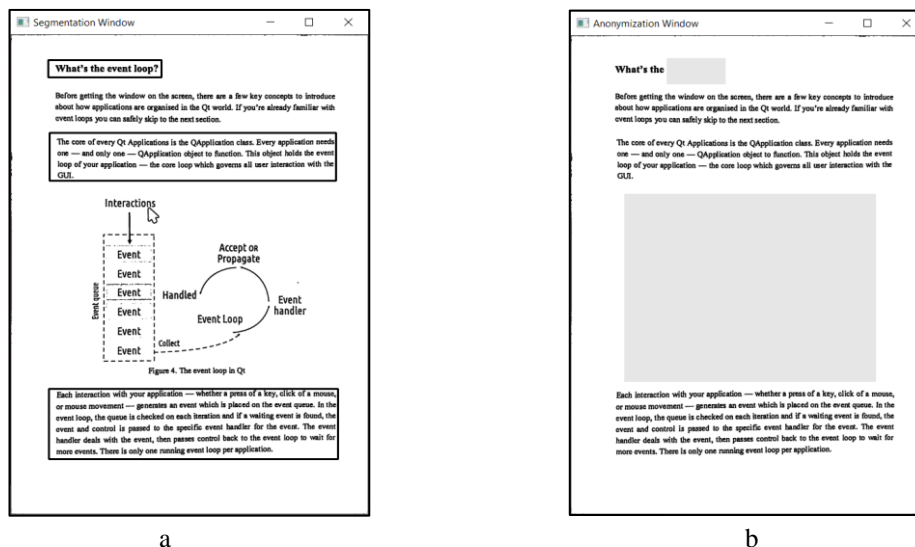 Segmentation Window
What's the event loop?
Before getting the window on the screen, there are a few key concepts to introduce
about how applications are organised in the Qt world. If you're already familiar with
event loops you can safely skip to the next section.
The core of every Qt Applications is the QApplication class. Every application needs
one — and only one — QApplication object to function. This object holds the event
loop of your application — the core loop which governs all user interaction with the
GUI.
Interactions
Event
Event
Event
Event
Event
Event
Event queue
Accept OR
Propagate
Handled
Event
handler
Event Loop
Collect
Figure 4. The event loop in Qt
Each interaction with your application — whether a press of a key, click of a mouse,
or mouse movement — generates an event which is placed on the event queue. In the
event loop, the queue is checked on each iteration and if a waiting event is found, the
event and control is passed to the specific event handler for the event. The event
handler deals with the event, then passes control back to the event loop to wait for
more events. There is only one running event loop per application.
a
Anonymization Window
What's the
Before getting the window on the screen, there are a few key concepts to introduce
about how applications are organised in the Qt world. If you're already familiar with
event loops you can safely skip to the next section.
The core of every Qt Applications is the QApplication class. Every application needs
one — and only one — QApplication object to function. This object holds the event
loop of your application — the core loop which governs all user interaction with the
GUI.
Each interaction with your application — whether a press of a key, click of a mouse,
or mouse movement — generates an event which is placed on the event queue. In the
event loop, the queue is checked on each iteration and if a waiting event is found, the
event and control is passed to the specific event handler for the event. The event
handler deals with the event, then passes control back to the event loop to wait for
more events. There is only one running event loop per application.
b